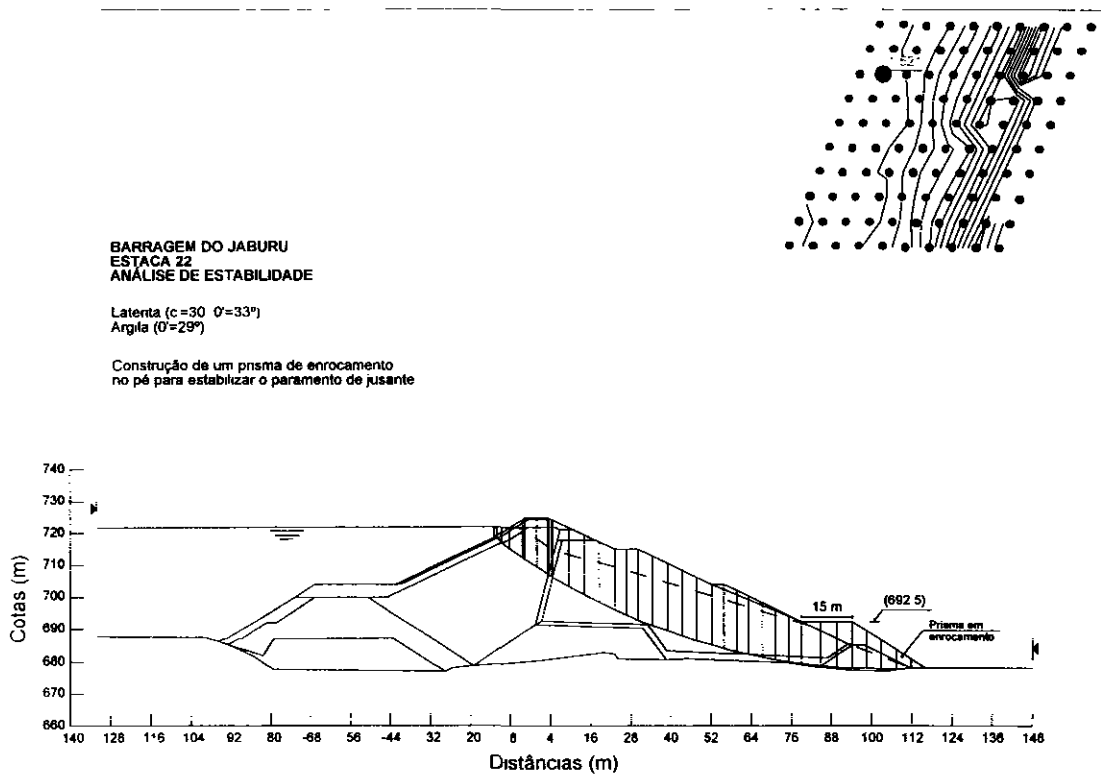 BARRAGEM DO JABURU
ESTACA 22
ANÁLISE DE ESTABILIDADE
Laterita (c=30 0'=33º)
Argila (0'=29º)
Construção de um prisma de enrocamento
no pé para estabilizar o paramento de jusante
740
730
720
710
700
690
680
670
660
Cotas (m)
15 m
(692 5)
Prisma em
enrocamento
140 128 116 104 92 80 -68 56 -44 32 20 8 4 16 28 40 52 64 76 88 100 112 124 136 148
Distâncias (m)